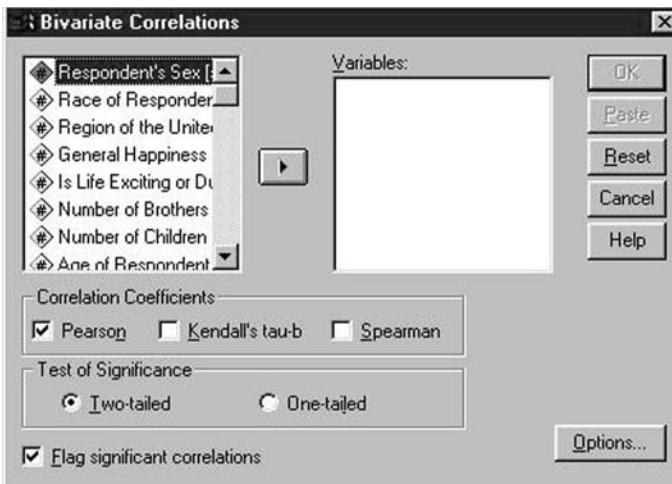 Bivariate Correlations
Respondent's Sex [
Race of Responden
Region of the Unite
General Happiness
Is Life Exciting or Du
Number of Brothers
Number of Children
Age of Respondent
Variables:
OK
Paste
Reset
Cancel
Help
Correlation Coefficients
Pearson Kendall's tau-b Spearman
Test of Significance
Two-tailed One-tailed
Flag significant correlations
Options...